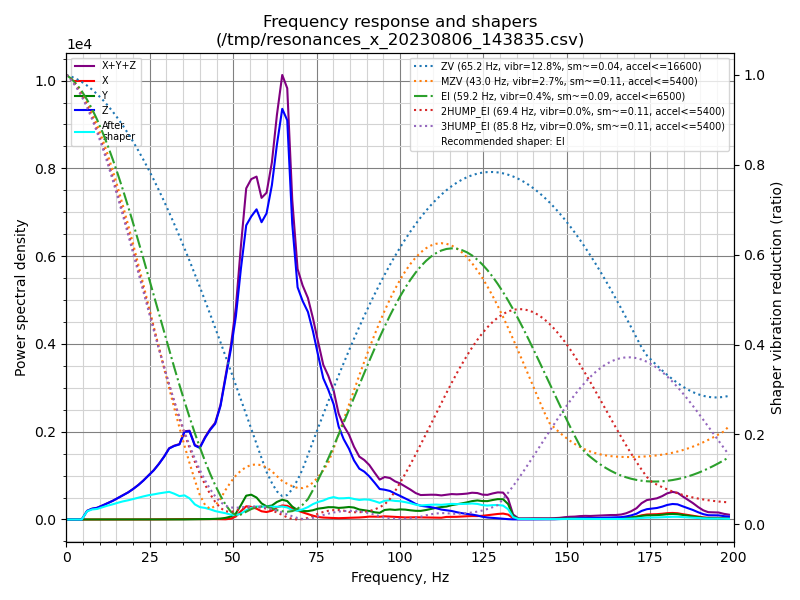 Frequency response and shapers
(/tmp/resonances_x_20230806_143835.csv)
1e4
X+Y+Z
X
Y
Z
After
shaper
ZV (65.2 Hz, vibr=12.8%, sm~=0.04, accel<=16600)
MZV (43.0 Hz, vibr=2.7%, sm~=0.11, accel<=5400)
EI (59.2 Hz, vibr=0.4%, sm~=0.09, accel<=6500)
2HUMP_EI (69.4 Hz, vibr=0.0%, sm~=0.11, accel<=5400)
3HUMP_EI (85.8 Hz, vibr=0.0%, sm~=0.11, accel<=5400)
Recommended shaper: EI
Power spectral density
1.0
0.8
0.6
0.4
0.2
0.0
Shaper vibration reduction (ratio)
1.0
0.8
0.6
0.4
0.2
0.0
0 25 50 75 100 125 150 175 200
Frequency, Hz